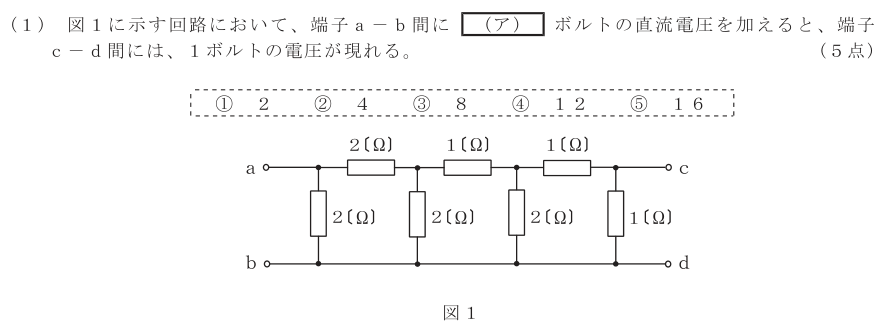 (1) 図1に示す回路において、端子a-b間に (ア) ボルトの直流電圧を加えると、端子
c-d間には、1ボルトの電圧が現れる。 (5点)
① 2 ② 4 ③ 8 ④ 12 ⑤ 16
2〔Ω〕 1〔Ω〕 1〔Ω〕
a c
2〔Ω〕 2〔Ω〕 2〔Ω〕 1〔Ω〕
b d
図1